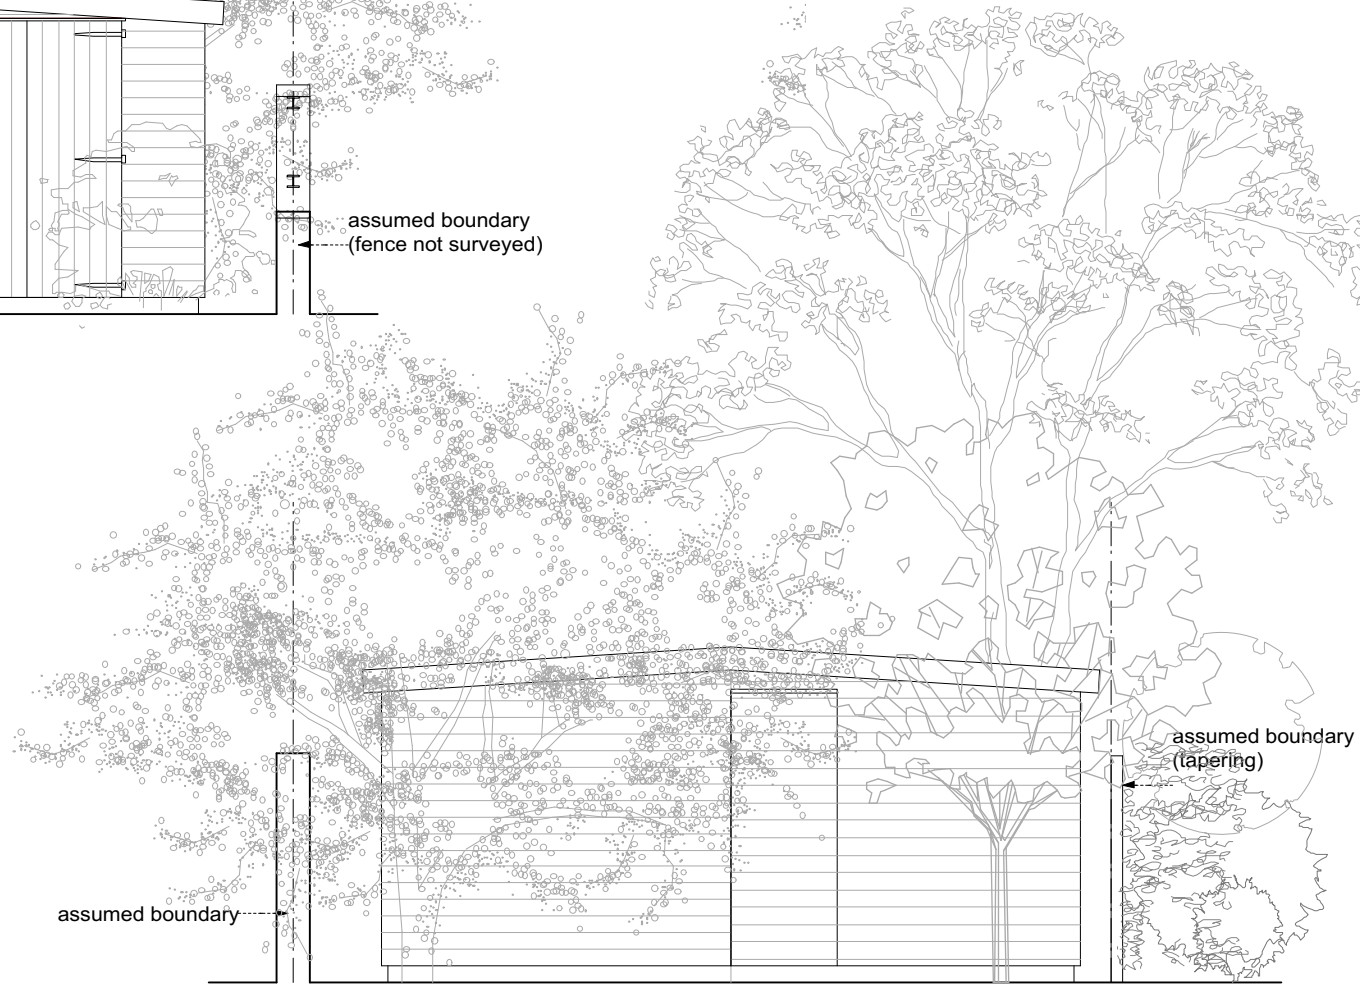 assumed boundary
(fence not surveyed)
assumed boundary
(tapering)
assumed boundary